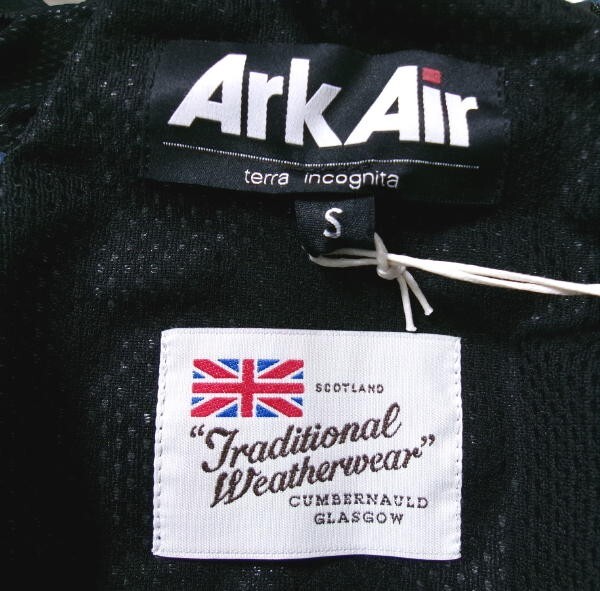 ArkAir
terra incognita
S
SCOTLAND
“Traditional
Weatherwear”
CUMBERNAULD
GLASGOW